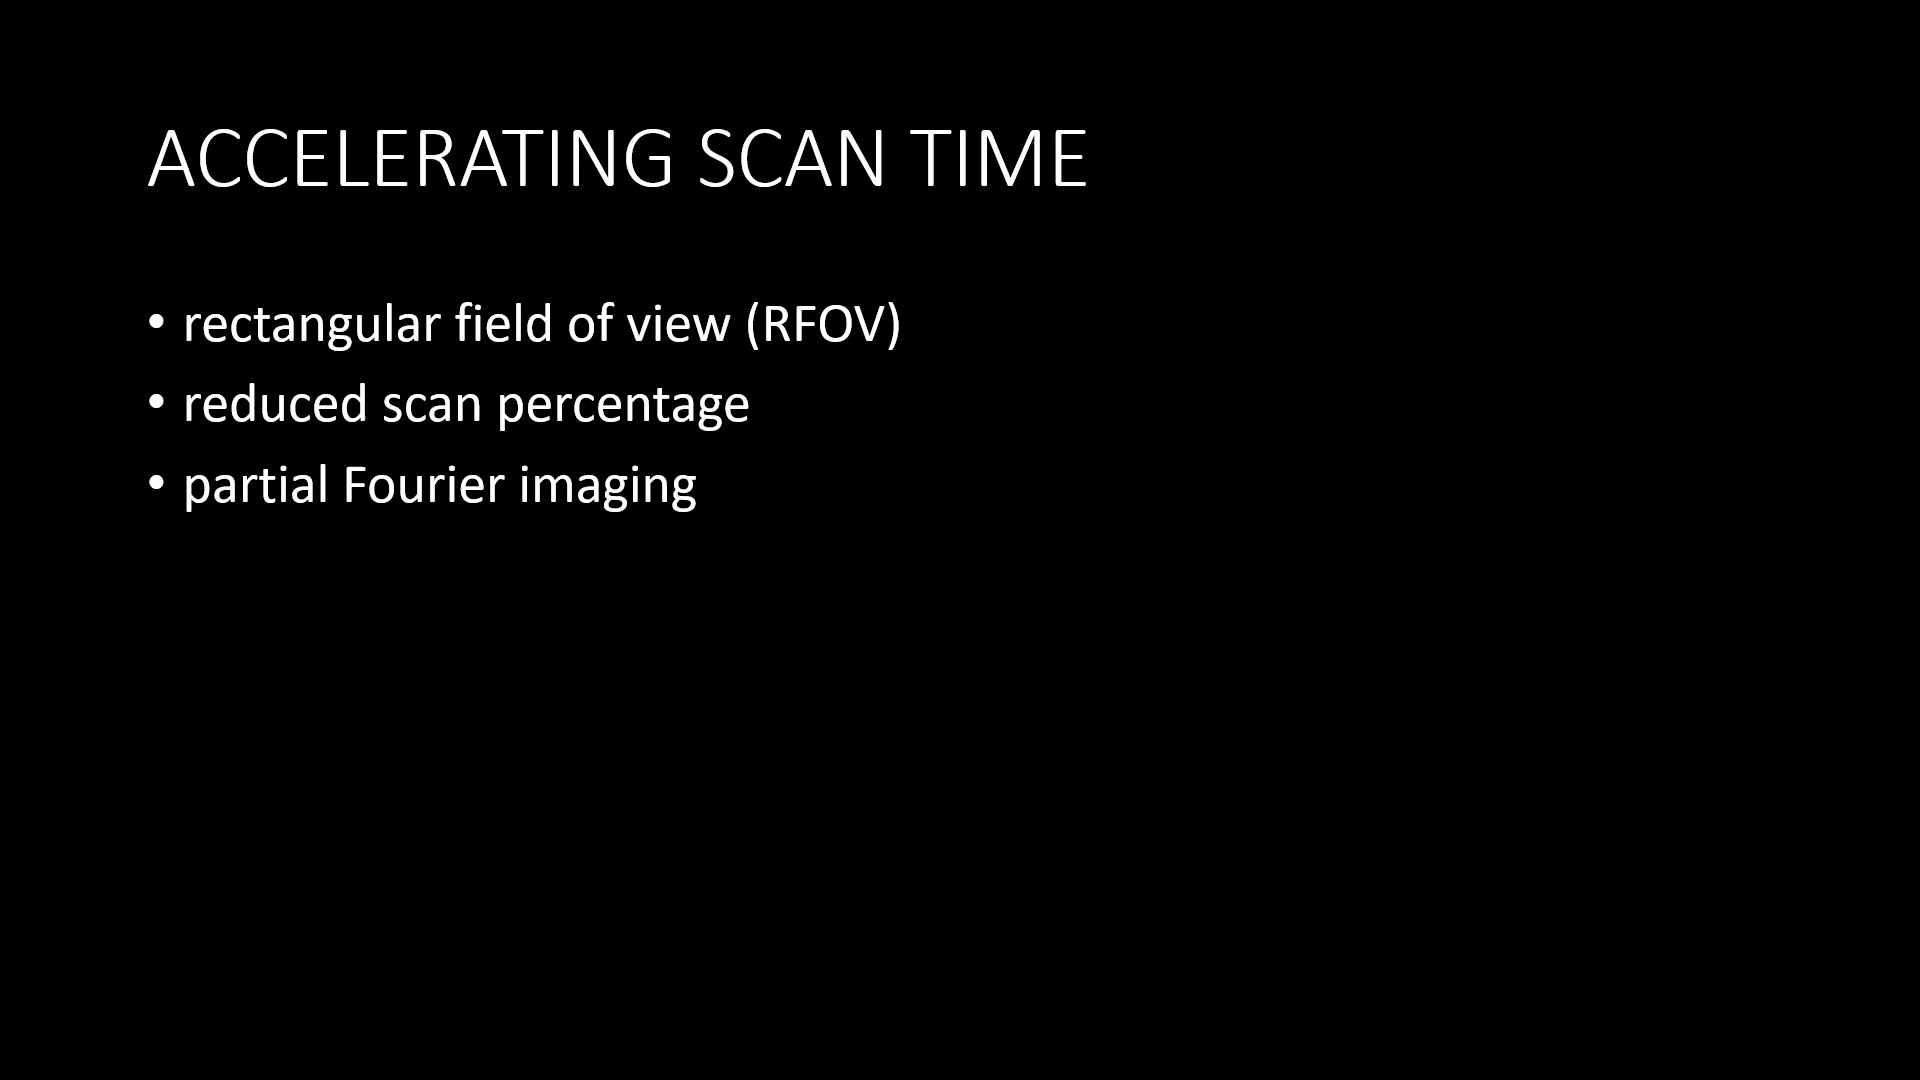 ACCELERATING SCAN TIME
• rectangular field of view (RFOV)
• reduced scan percentage
• partial Fourier imaging